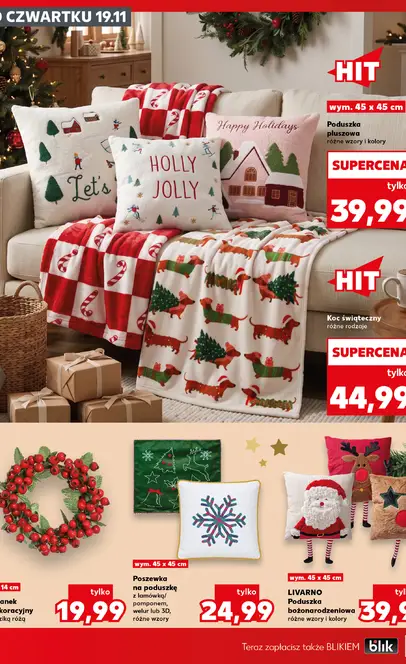 CZWARTKU 19.11
HIT
wym. 45 x 45 cm
Poduszka
pluszowa
różne wzory i kolory
SUPERCENA
tylko
39,99
Happy Holidays
Let's
HOLLY
JOLLY
HIT
Koc świąteczny
różne rodzaje
SUPERCENA
tylko
44,99
14 cm
tylko
19,99
wym. 45 x 45 cm
Poszewka
na poduszkę
z lamówką/
pomponem,
welur lub 3D,
różne wzory
tylko
24,99
wym. 45 x 45 cm
LIVARNO
Poduszka
bożonarodzeniowa
różne wzory i kolory
tylko
39,
Teraz zapłacisz także BLIKIEM
blik